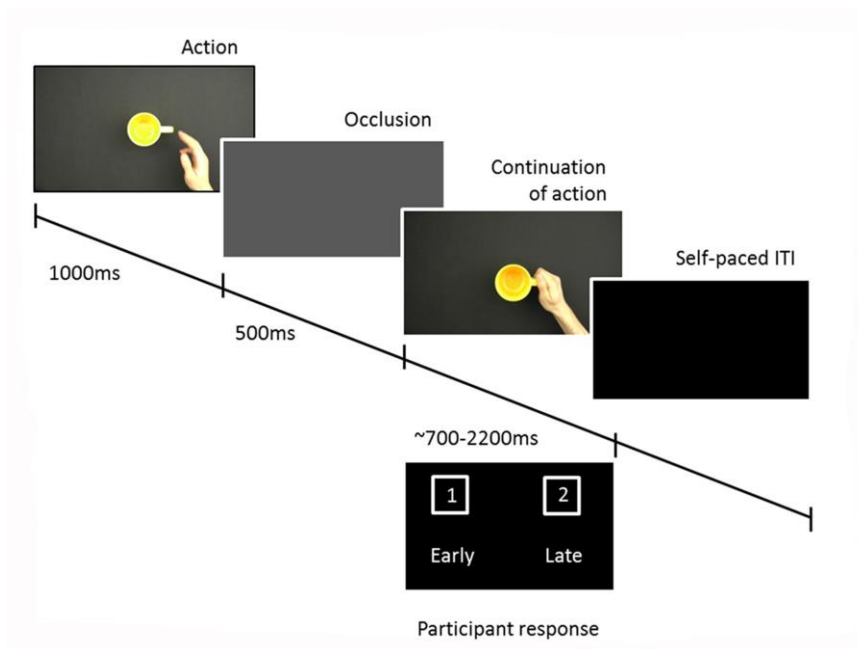 Action
Occlusion
Continuation
of action
Self-paced ITI
1000ms
500ms
~700-2200ms
1 2
Early Late
Participant response